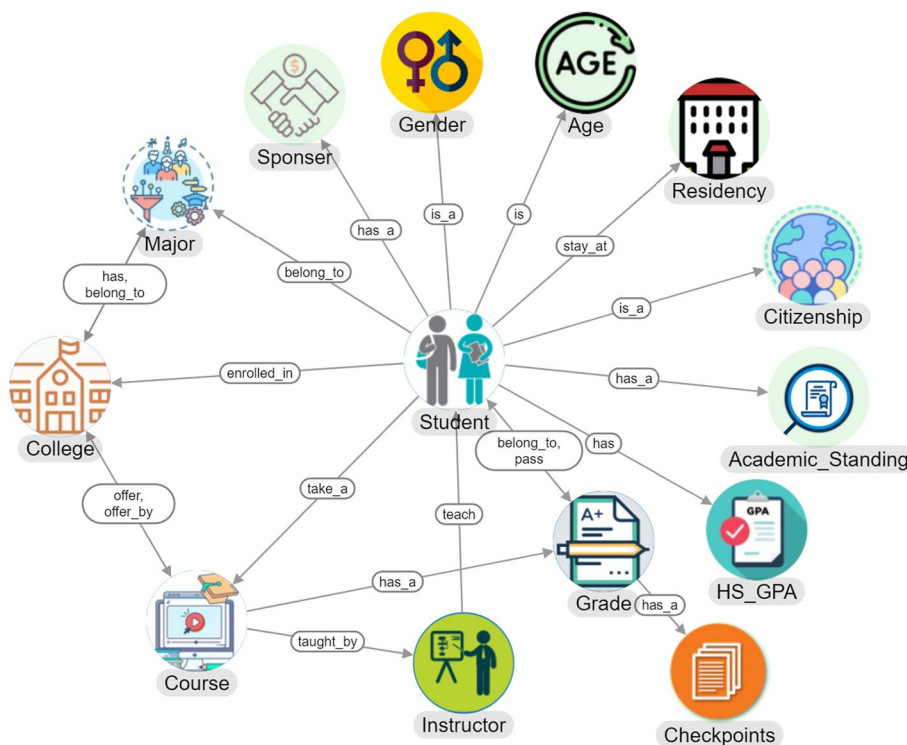 AGE
Gender
Age
Sponser
Residency
is_a
is
has_a
stay_at
Major
belong_to
has,
belong_to
is_a
Citizenship
enrolled_in
has_a
College
Student
Academic_Standing
belong_to,
pass
has
offer,
offer_by
take_a
teach
A+
GPA
has_a
Grade
HS_GPA
has_a
taught_by
Course
Instructor
Checkpoints